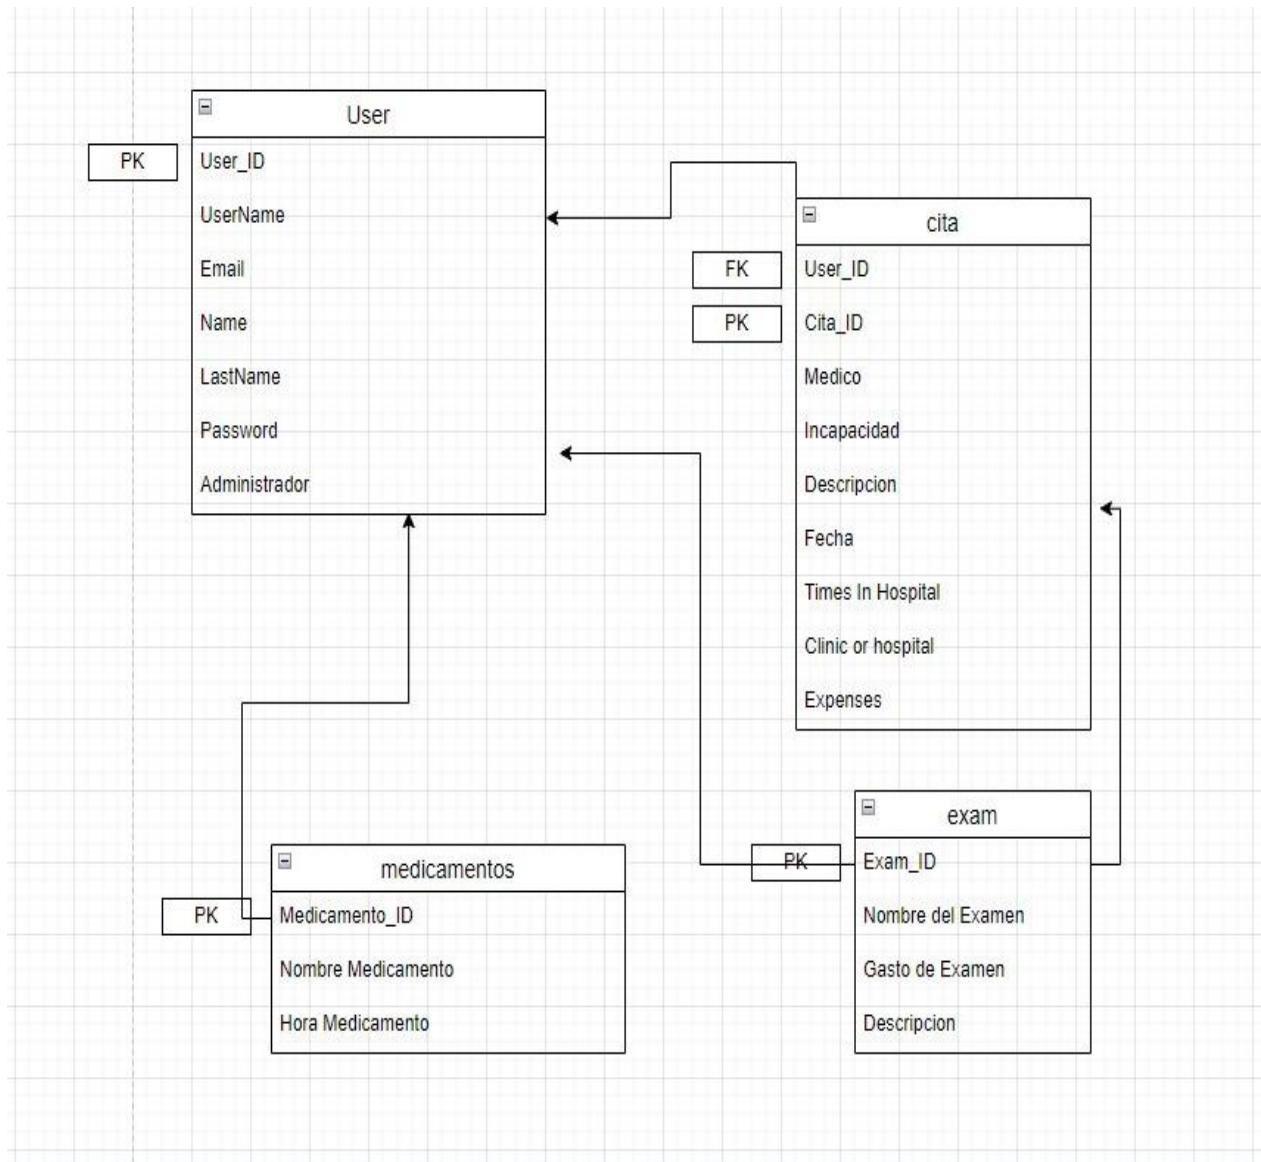 User
PK
User_ID
UserName
Email
Name
LastName
Password
Administrador
cita
FK
User_ID
PK
Cita_ID
Medico
Incapacidad
Descripcion
Fecha
Times In Hospital
Clinic or hospital
Expenses
medicamentos
PK
Medicamento_ID
Nombre Medicamento
Hora Medicamento
exam
PK
Exam_ID
Nombre del Examen
Gasto de Examen
Descripcion